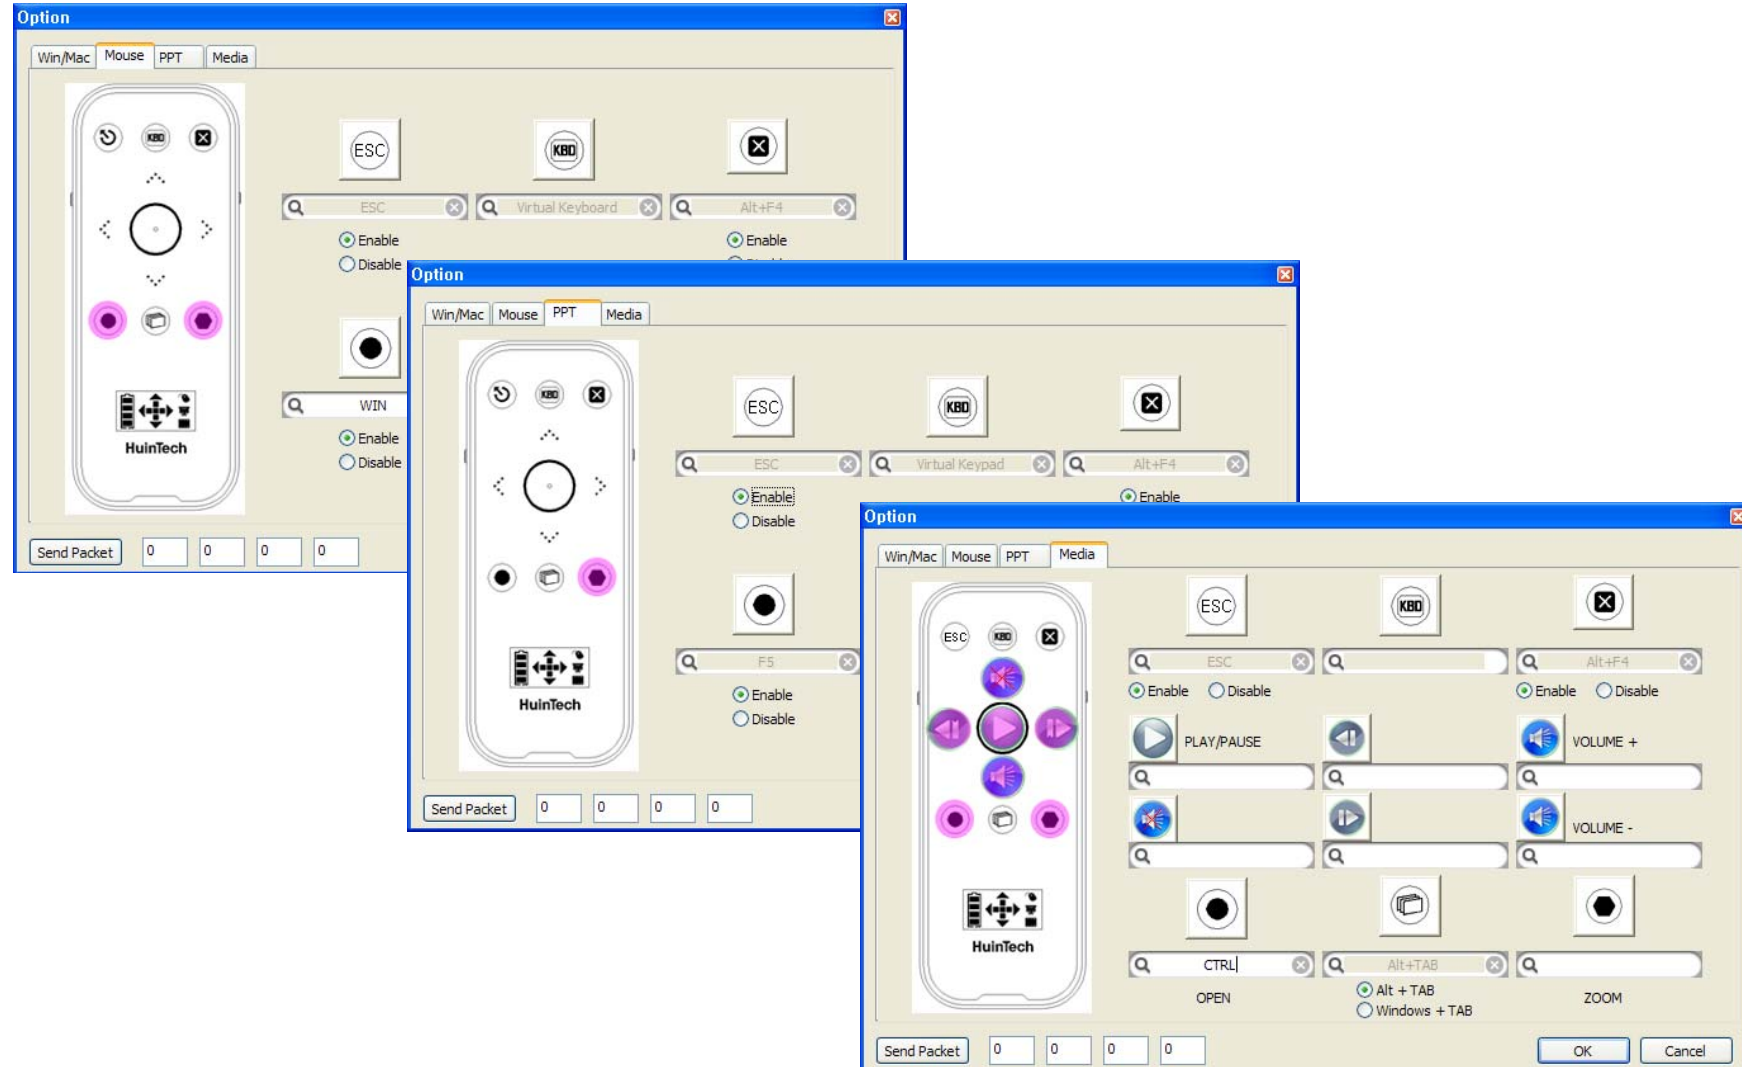 Option
Win/Mac Mouse PPT Media
KBD
ESC KBD
ESC Virtual Keyboard Alt+F4
Enable Enable
Disable
WIN
Enable
Disable
HuinTech
Send Packet 0 0 0 0
Option
Win/Mac Mouse PPT Media
KBD
ESC KBD
ESC Virtual Keypad Alt+F4
Enable Enable
Disable
F5
Enable
Disable
HuinTech
Send Packet 0 0 0 0
Option
Win/Mac Mouse PPT Media
ESC KBD
ESC KBD
ESC Alt+F4
Enable Disable Enable Disable
PLAY/PAUSE VOLUME +
VOLUME -
HuinTech
CTRL Alt+TAB
OPEN Alt + TAB ZOOM
Windows + TAB
Send Packet 0 0 0 0 OK Cancel